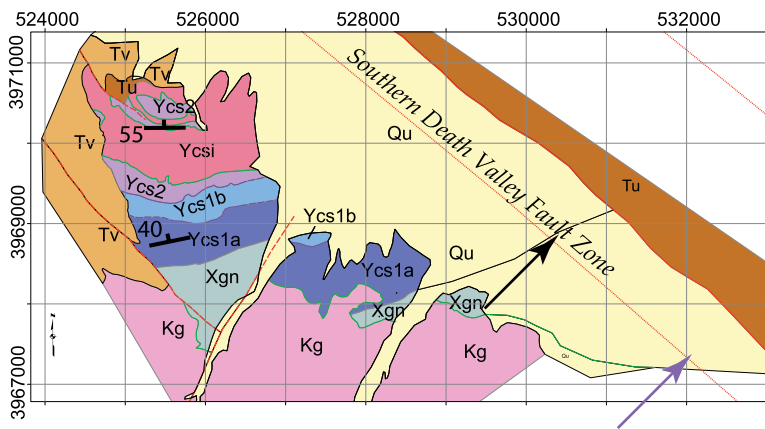 524000 526000 528000 530000 532000
3971000
3969000
3967000
Tv
Tv
Tu
Ycs2
55
Tv
Ycsi
Ycs2
Ycs1b
Tv
40
Ycs1a
Xgn
Kg
Ycs1b
Ycs1a
Xgn
Kg
Qu
Southern Death Valley Fault Zone
Qu
Tu
Xgn
Kg
Qu